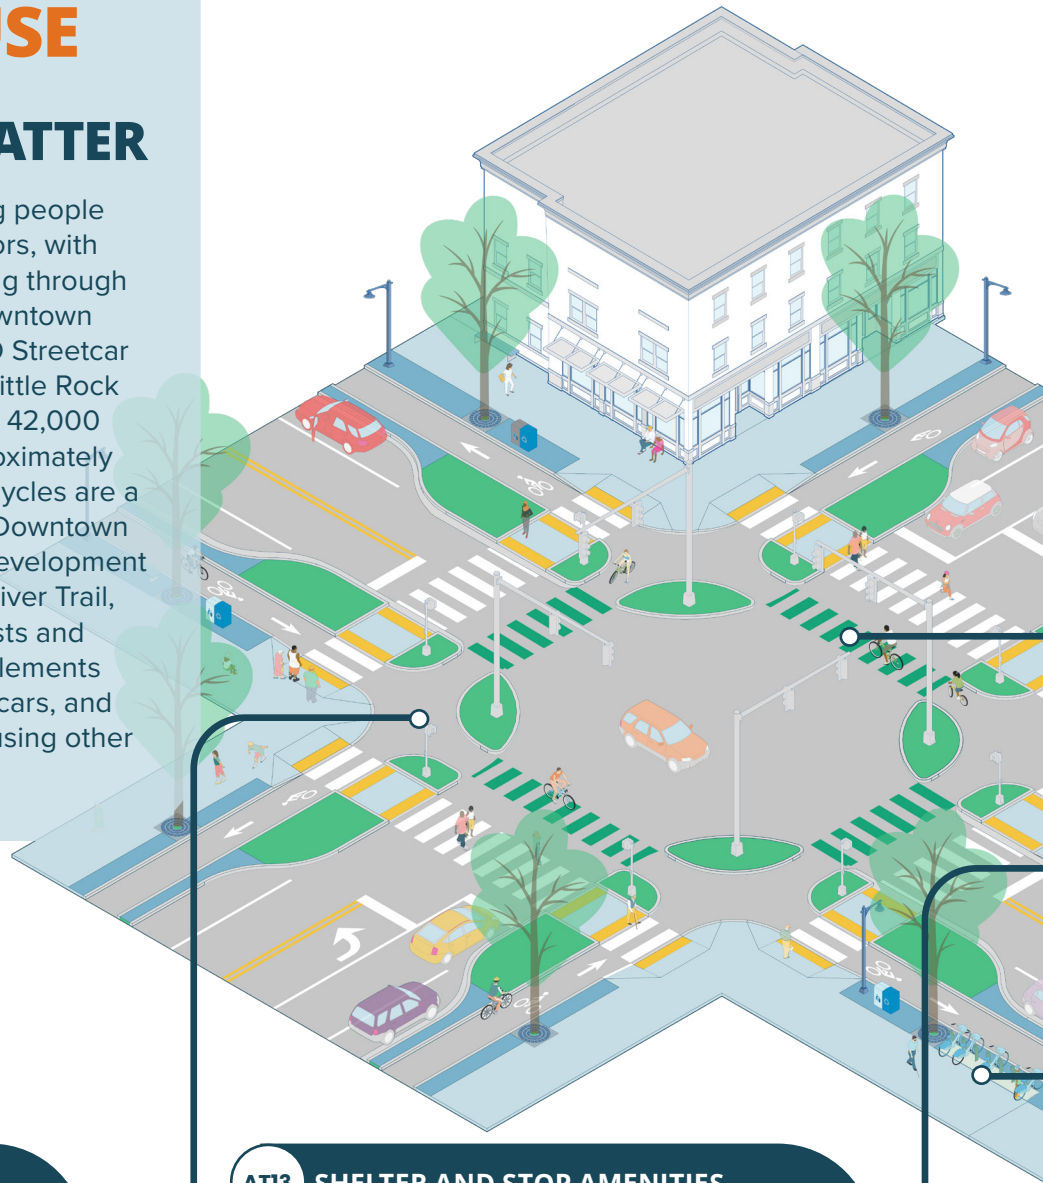 USE
ATTER
g people
ors, with
g through
wntown
O Streetcar
ittle Rock
42,000
oximately
ycles are a
Downtown
evelopment
iver Trail,
sts and
lements
cars, and
using other
AT13 SHELTER AND STOP AMENITIES